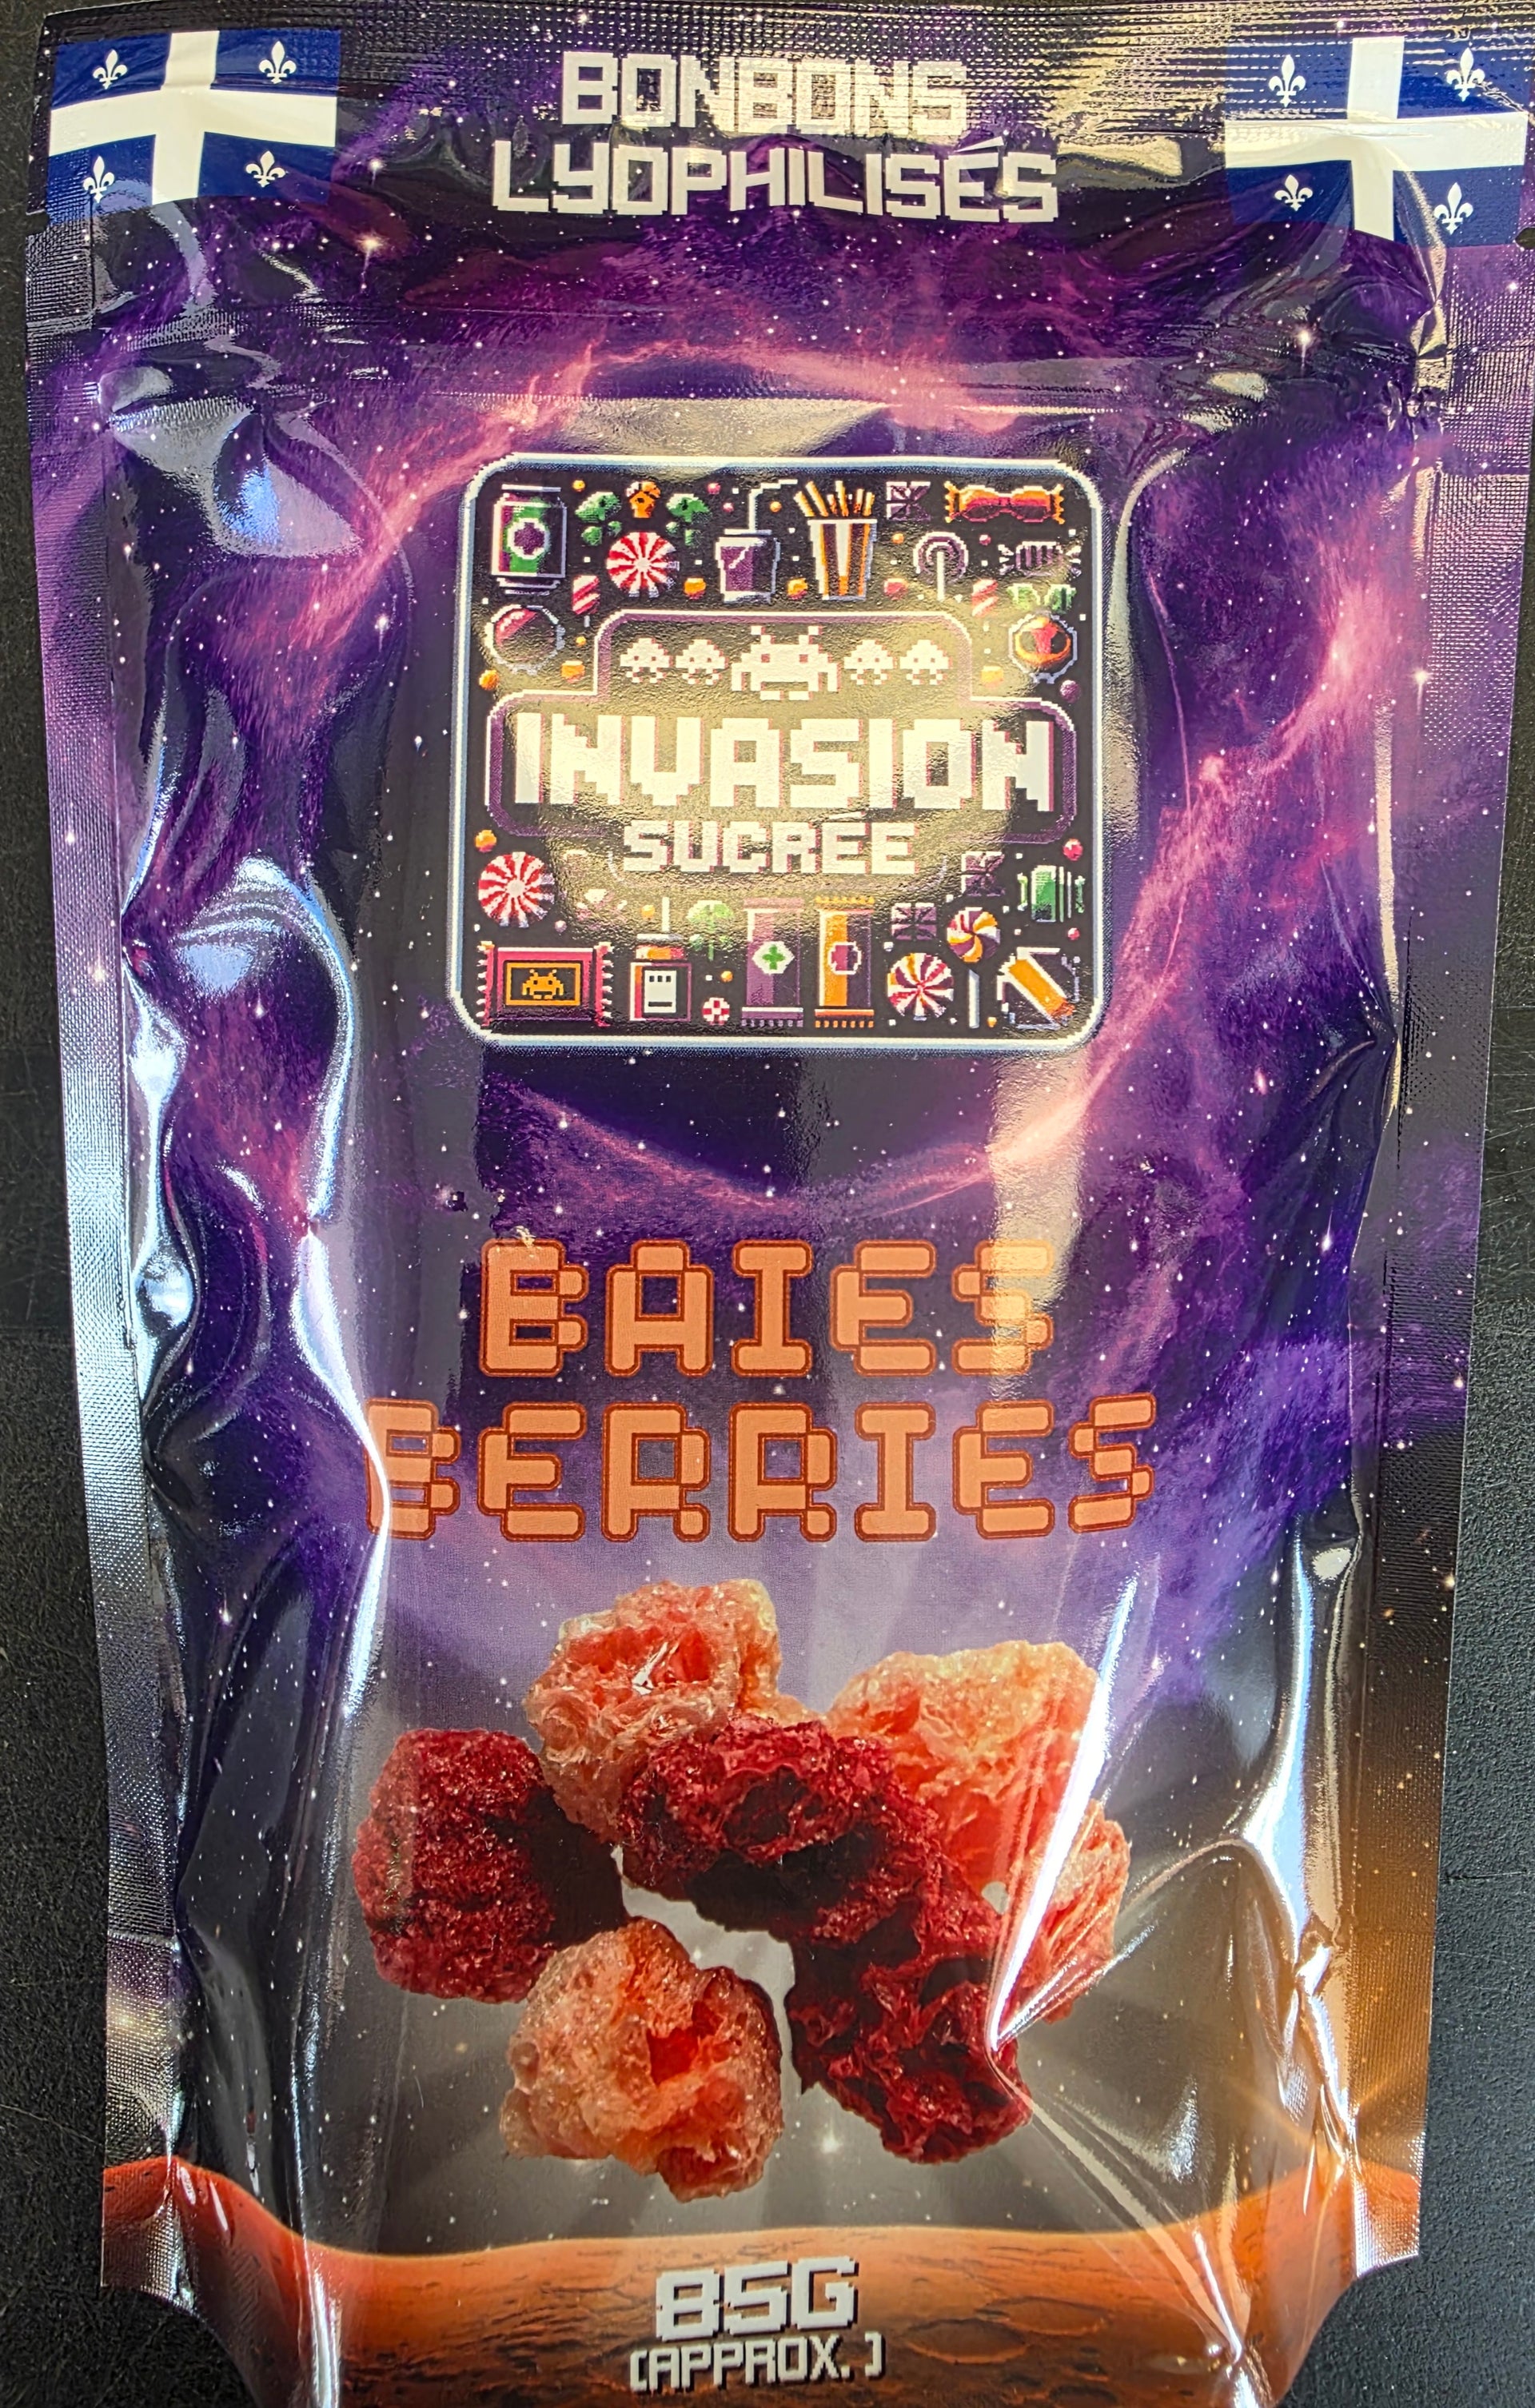 BONBONS
LYOPHILISÉS
INVASION
SUCRÉE
BAIES
BERRIES
85G
(APPROX.)